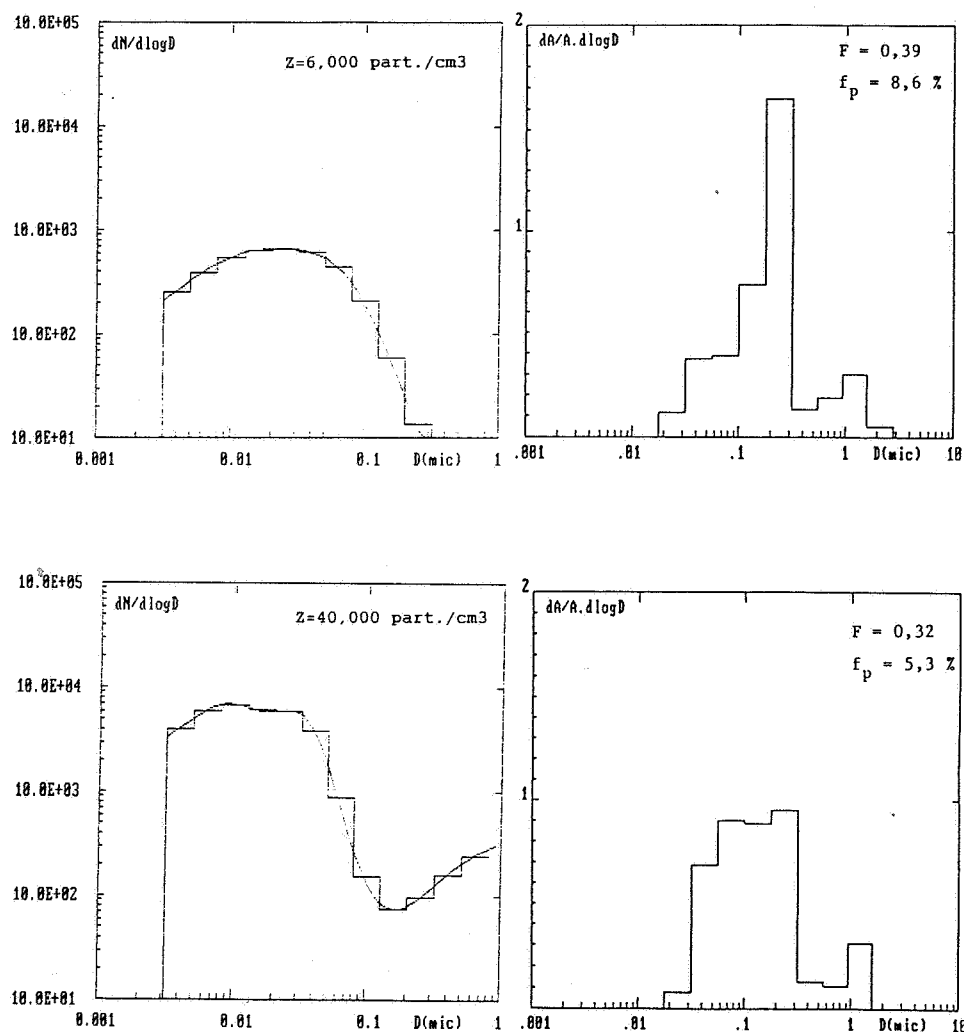 10.0E+05
dN/dlogD
Z=6,000 part./cm3
10.0E+04
10.0E+03
10.0E+02
10.0E+01
0.001
0.01
0.1
D(mic)
1
2
dA/A.dlogD
F = 0,39
fp = 8,6 %
1
.001
.01
.1
1
D(mic)
10
10.0E+05
dN/dlogD
Z=40,000 part./cm3
10.0E+04
10.0E+03
10.0E+02
10.0E+01
0.001
0.01
0.1
D(mic)
1
2
dA/A.dlogD
F = 0,32
fp = 5,3 %
1
.001
.01
.1
1
D(mic)
10